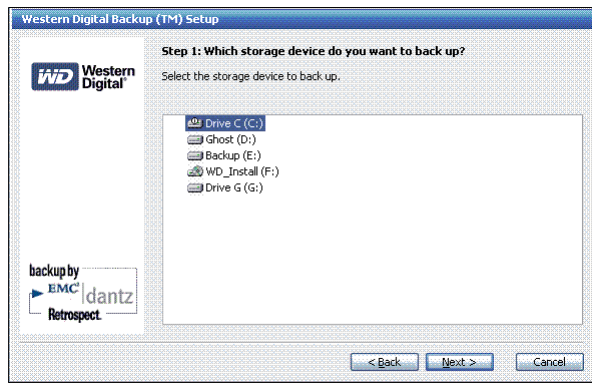 Western Digital Backup (TM) Setup
Step 1: Which storage device do you want to back up?
WD Western
Digital®
Select the storage device to back up.
Drive C (C:)
Ghost (D:)
Backup (E:)
WD_Install (F:)
Drive G (G:)
backup by
EMC² dantz
Retrospect.
< Back
Next >
Cancel